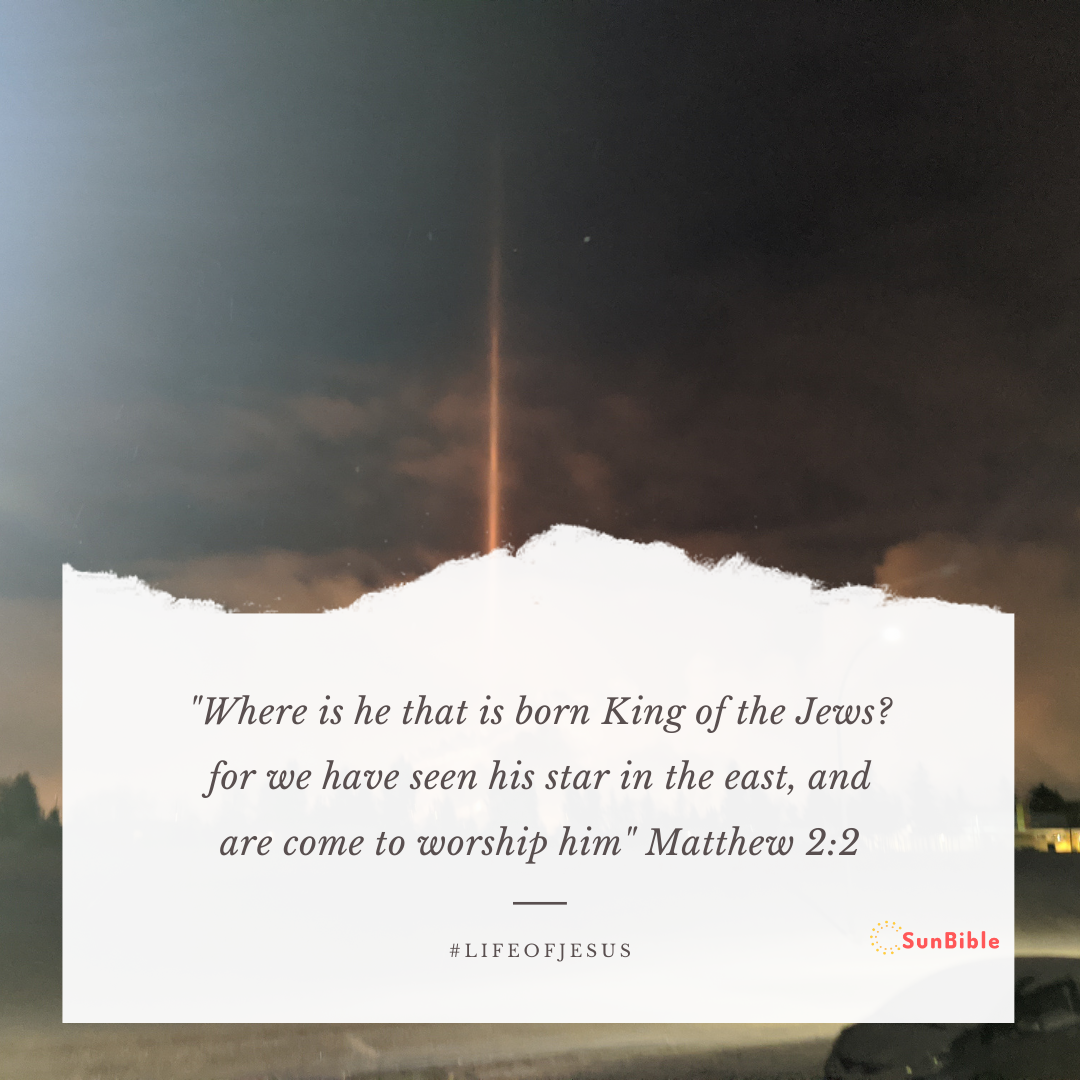 "Where is he that is born King of the Jews?
for we have seen his star in the east, and
are come to worship him" Matthew 2:2
#LIFEOFJESUS
SunBible